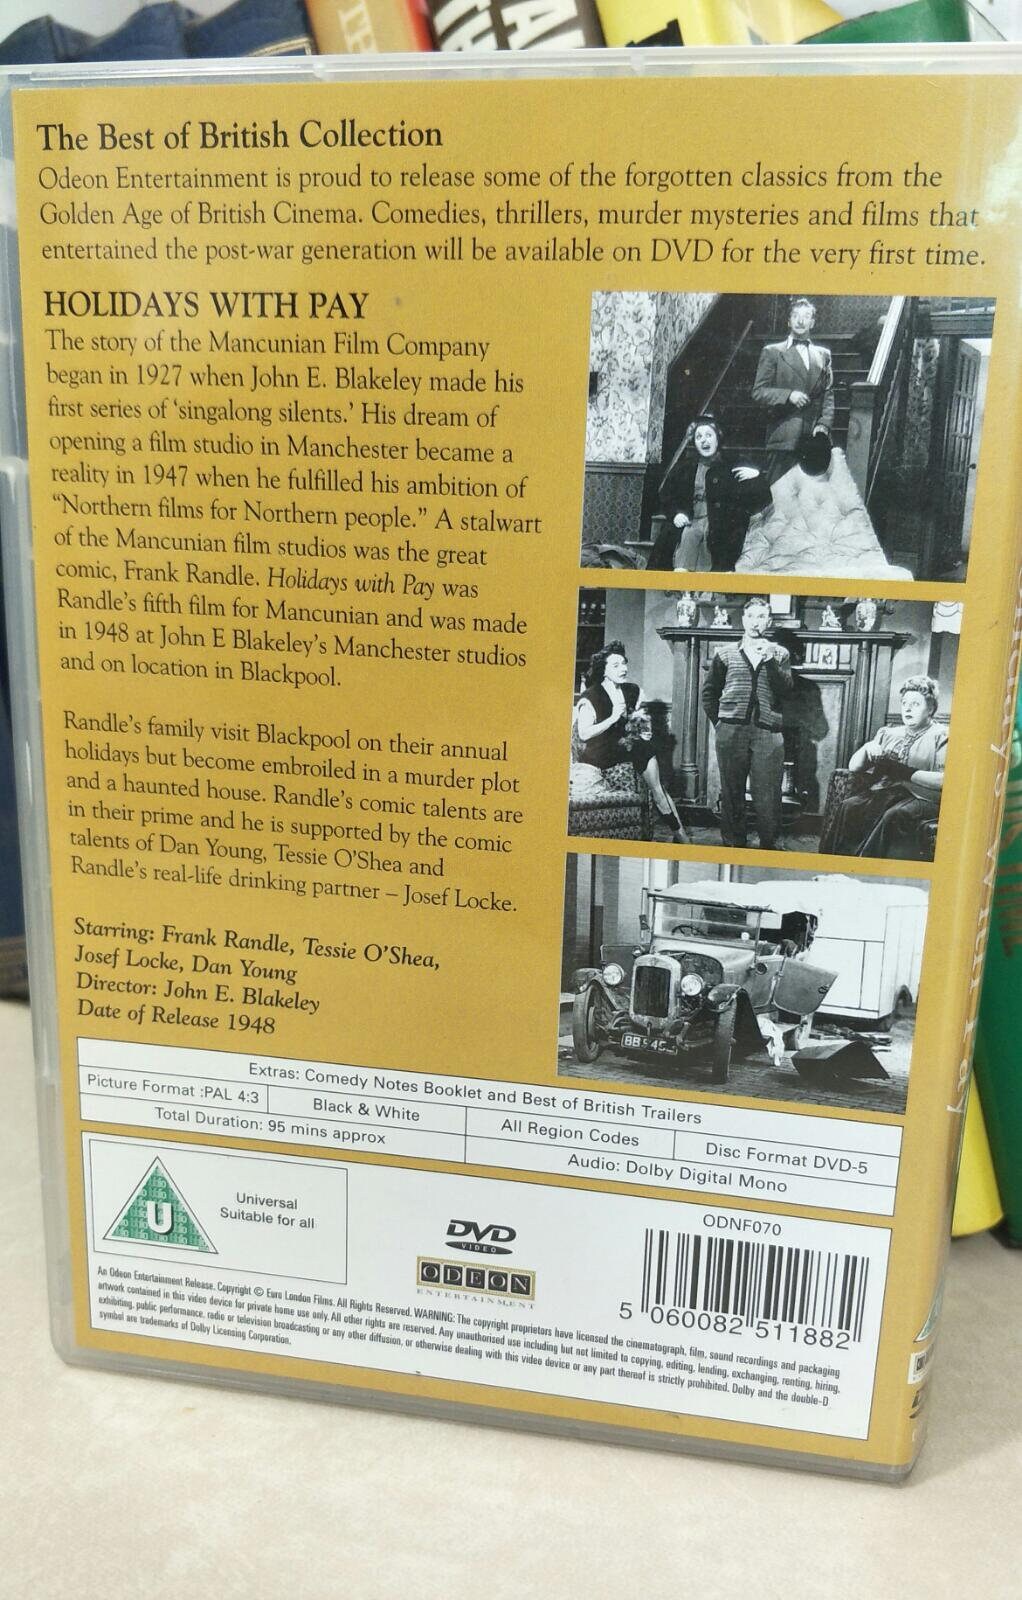 The Best of British Collection
Odeon Entertainment is proud to release some of the forgotten classics from the
Golden Age of British Cinema. Comedies, thrillers, murder mysteries and films that
entertained the post-war generation will be available on DVD for the very first time.
HOLIDAYS WITH PAY
The story of the Mancunian Film Company
began in 1927 when John E. Blakeley made his
first series of ‘singalong silents.’ His dream of
opening a film studio in Manchester became a
reality in 1947 when he fulfilled his ambition of
“Northern films for Northern people.” A stalwart
of the Mancunian film studios was the great
comic, Frank Randle. Holidays with Pay was
Randle’s fifth film for Mancunian and was made
in 1948 at John E Blakeley’s Manchester studios
and on location in Blackpool.
Randle’s family visit Blackpool on their annual
holidays but become embroiled in a murder plot
and a haunted house. Randle’s comic talents are
in their prime and he is supported by the comic
talents of Dan Young, Tessie O’Shea and
Randle’s real-life drinking partner – Josef Locke.
Starring: Frank Randle, Tessie O’Shea,
Josef Locke, Dan Young
Director: John E. Blakeley
Date of Release 1948
Extras: Comedy Notes Booklet and Best of British Trailers
Picture Format :PAL 4:3
Black & White
All Region Codes
Disc Format DVD-5
Total Duration: 95 mins approx
Audio: Dolby Digital Mono
U
Universal
Suitable for all
DVD
VIDEO
ODEON
ENTERTAINMENT
ODNF070
5 060082 511882
An Odeon Entertainment Release. Copyright © Euro London Films. All Rights Reserved. WARNING: The copyright proprietors have licensed the cinematograph, film, sound recordings and packaging
artwork contained in this video device for private home use only. All other rights are reserved. Any unauthorised use including but not limited to copying, editing, lending, exchanging, renting, hiring,
exhibiting, public performance, radio or television broadcasting or any other diffusion, or otherwise dealing with this video device or any part thereof is strictly prohibited. Dolby and the double-D
symbol are trademarks of Dolby Licensing Corporation.